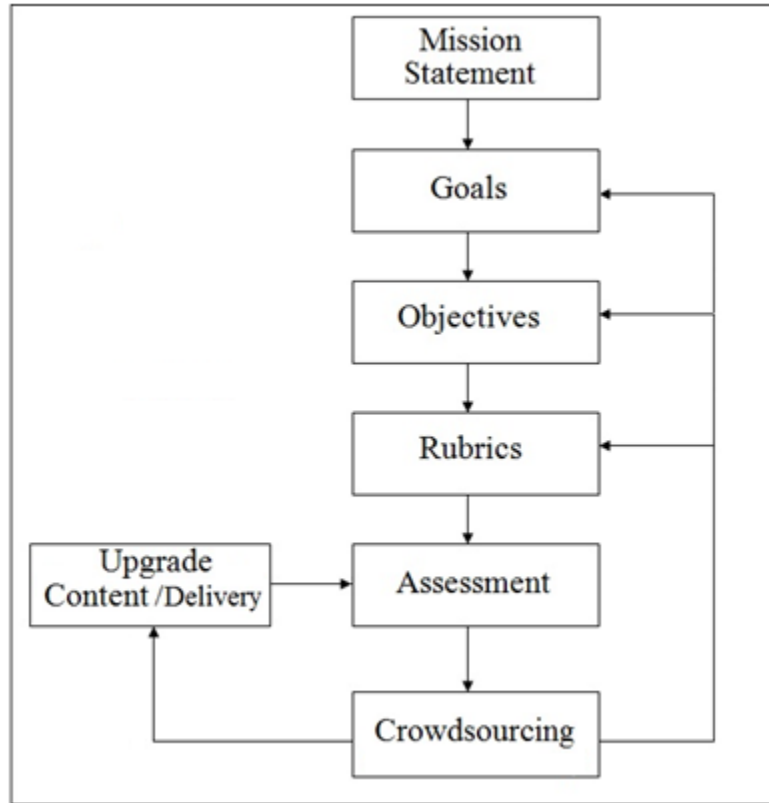 Mission
Statement
Goals
Objectives
Rubrics
Upgrade
Content/Delivery
Assessment
Crowdsourcing